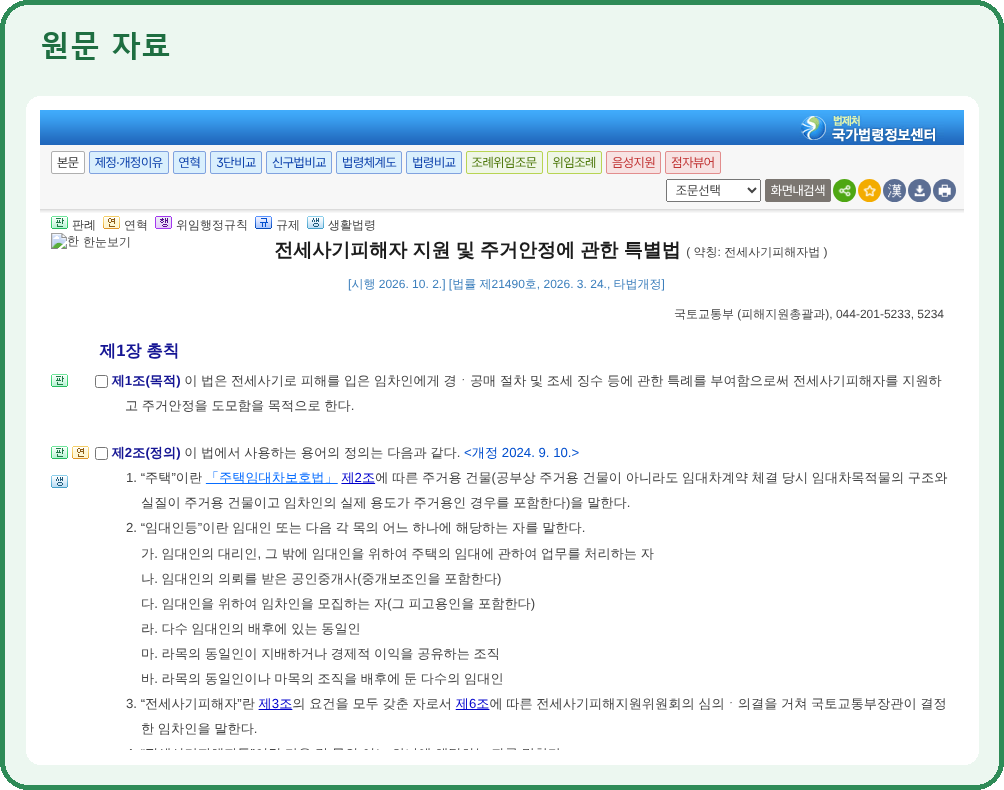 원문 자료
법제처
국가법령정보센터
본문 제정·개정이유 연혁 3단비교 신구법비교 법령체계도 법령비교 조례위임조문 위임조례 음성지원 점자뷰어
조문선택 화면내검색 漢
판 판례 연 연혁 행 위임행정규칙 규 규제 생 생활법령
한 한눈보기
전세사기피해자 지원 및 주거안정에 관한 특별법 ( 약칭: 전세사기피해자법 )
[시행 2026. 10. 2.] [법률 제21490호, 2026. 3. 24., 타법개정]
국토교통부 (피해지원총괄과), 044-201-5233, 5234
제1장 총칙
판 제1조(목적) 이 법은 전세사기로 피해를 입은 임차인에게 경ㆍ공매 절차 및 조세 징수 등에 관한 특례를 부여함으로써 전세사기피해자를 지원하
고 주거안정을 도모함을 목적으로 한다.
판 연 제2조(정의) 이 법에서 사용하는 용어의 정의는 다음과 같다. <개정 2024. 9. 10.>
생 1. “주택”이란 「주택임대차보호법」 제2조에 따른 주거용 건물(공부상 주거용 건물이 아니라도 임대차계약 체결 당시 임대차목적물의 구조와
실질이 주거용 건물이고 임차인의 실제 용도가 주거용인 경우를 포함한다)을 말한다.
2. “임대인등”이란 임대인 또는 다음 각 목의 어느 하나에 해당하는 자를 말한다.
가. 임대인의 대리인, 그 밖에 임대인을 위하여 주택의 임대에 관하여 업무를 처리하는 자
나. 임대인의 의뢰를 받은 공인중개사(중개보조인을 포함한다)
다. 임대인을 위하여 임차인을 모집하는 자(그 피고용인을 포함한다)
라. 다수 임대인의 배후에 있는 동일인
마. 라목의 동일인이 지배하거나 경제적 이익을 공유하는 조직
바. 라목의 동일인이나 마목의 조직을 배후에 둔 다수의 임대인
3. “전세사기피해자”란 제3조의 요건을 모두 갖춘 자로서 제6조에 따른 전세사기피해지원위원회의 심의ㆍ의결을 거쳐 국토교통부장관이 결정
한 임차인을 말한다.